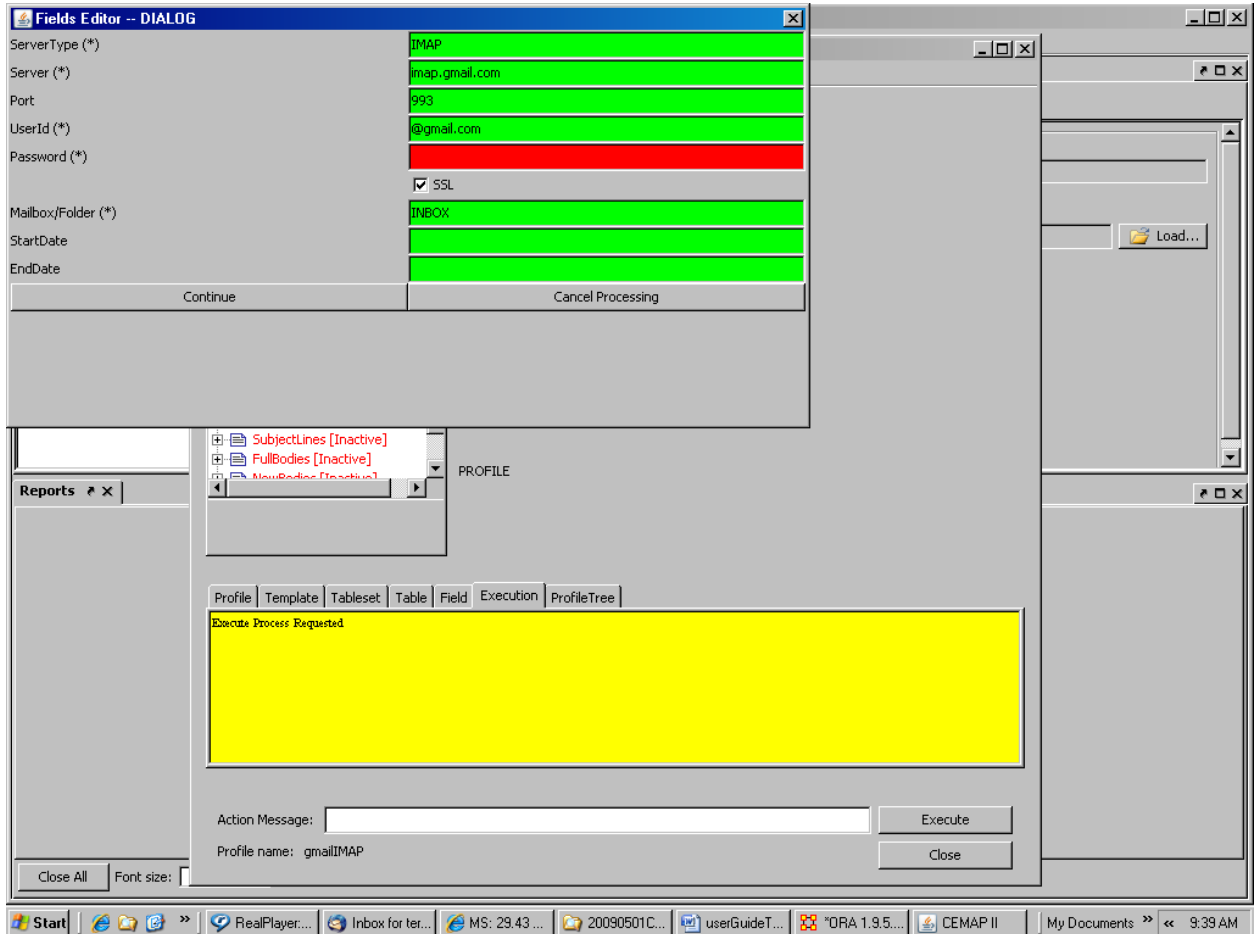 Fields Editor -- DIALOG
ServerType (*) IMAP
Server (*) imap.gmail.com
Port 993
UserId (*) @gmail.com
Password (*)
SSL
Mailbox/Folder (*) INBOX
StartDate
EndDate
Continue Cancel Processing
Load...
SubjectLines [Inactive]
FullBodies [Inactive]
NewBodies [Inactive]
PROFILE
Reports
Profile Template Tableset Table Field Execution ProfileTree
Execute Process Requested
Action Message: Execute
Profile name: gmailIMAP Close
Close All Font size:
Start » RealPlayer:... Inbox for ter... MS: 29.43 ... 20090501C... userGuideT... *ORA 1.9.5.... CEMAP II My Documents » « 9:39 AM